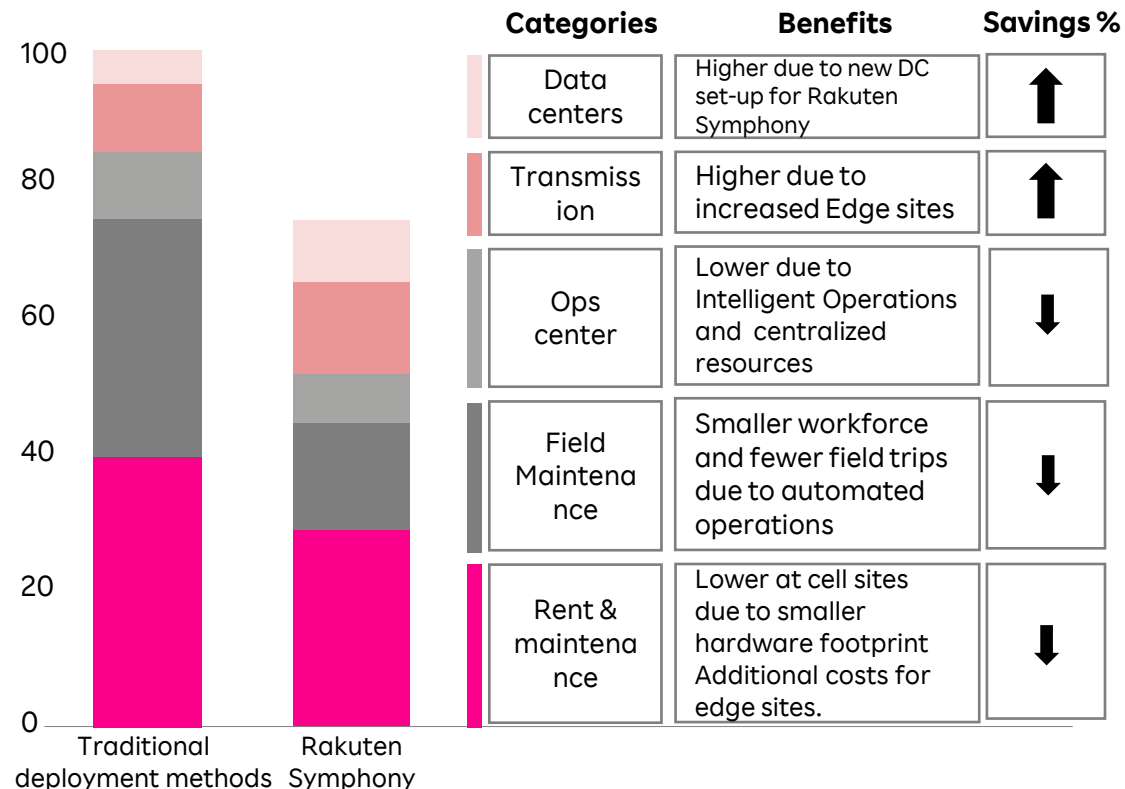 Categories Benefits Savings %
100
80
60
40
20
0
Data
centers
Higher due to new DC
set-up for Rakuten
Symphony
Transmiss
ion
Higher due to
increased Edge sites
Ops
center
Lower due to
Intelligent Operations
and centralized
resources
Field
Maintena
nce
Smaller workforce
and fewer field trips
due to automated
operations
Rent &
maintena
nce
Lower at cell sites
due to smaller
hardware footprint
Additional costs for
edge sites.
Traditional
deployment methods
Rakuten
Symphony